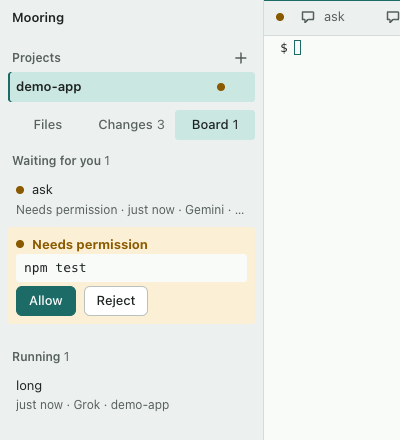 Mooring
ask
Projects
$
demo-app
Files Changes 3 Board 1
Waiting for you 1
ask
Needs permission · just now · Gemini · ...
Needs permission
npm test
Allow Reject
Running 1
long
just now · Grok · demo-app